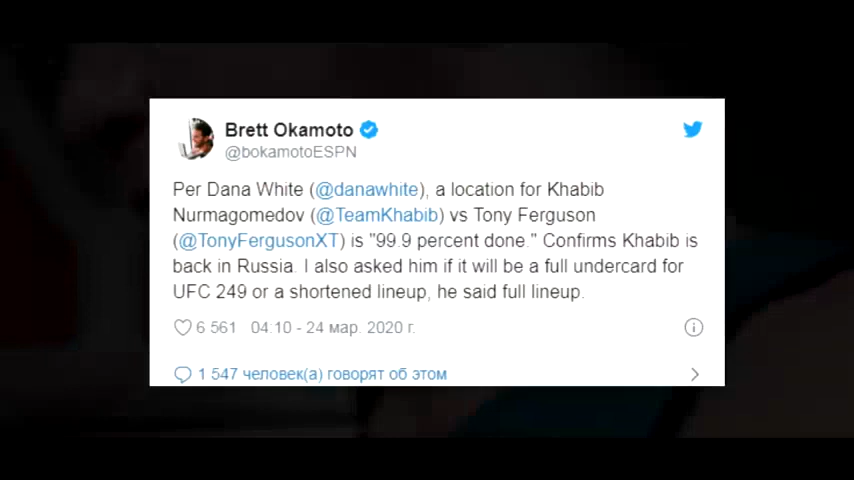 Brett Okamoto
@bokamotoESPN
Per Dana White (@danawhite), a location for Khabib
Nurmagomedov (@TeamKhabib) vs Tony Ferguson
(@TonyFergusonXT) is "99.9 percent done." Confirms Khabib is
back in Russia. I also asked him if it will be a full undercard for
UFC 249 or a shortened lineup, he said full lineup.
6 561 04:10 - 24 мар. 2020 г.
1 547 человек(а) говорят об этом